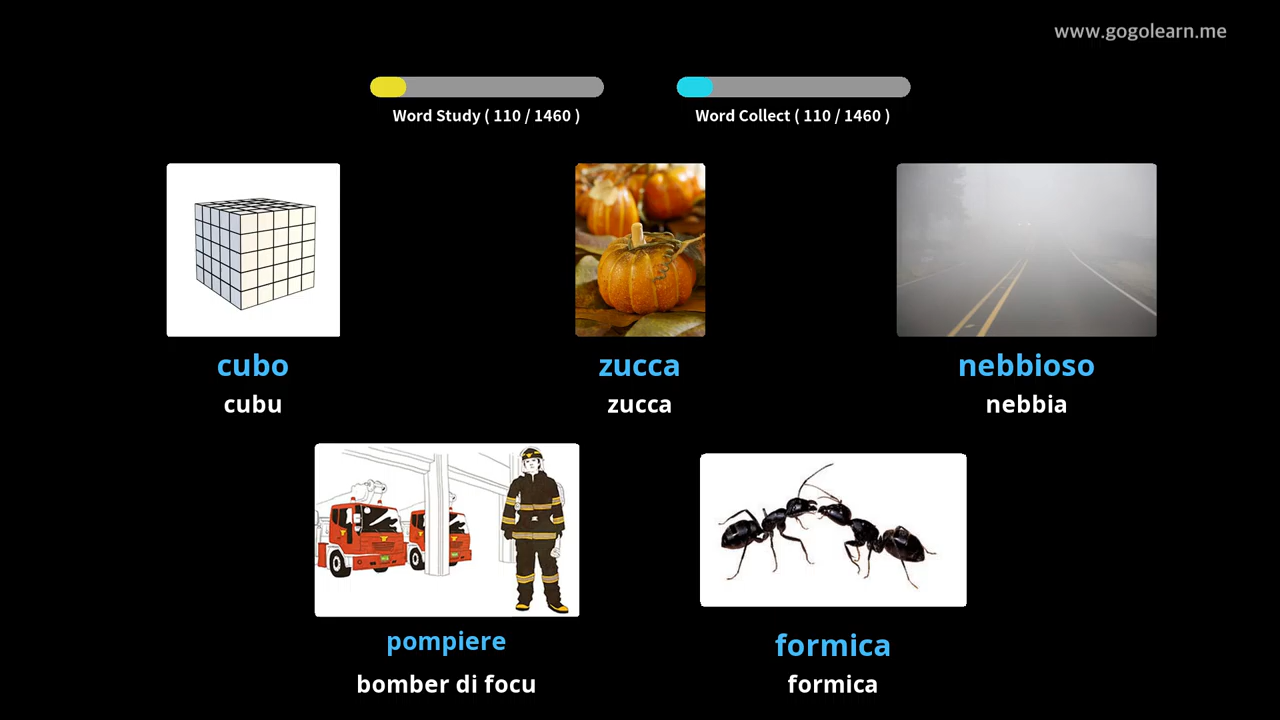 www.gogolearn.me
Word Study ( 110 / 1460 )
Word Collect ( 110 / 1460 )
cubo
cubu
zucca
zucca
nebbioso
nebbia
pompiere
bomber di focu
formica
formica